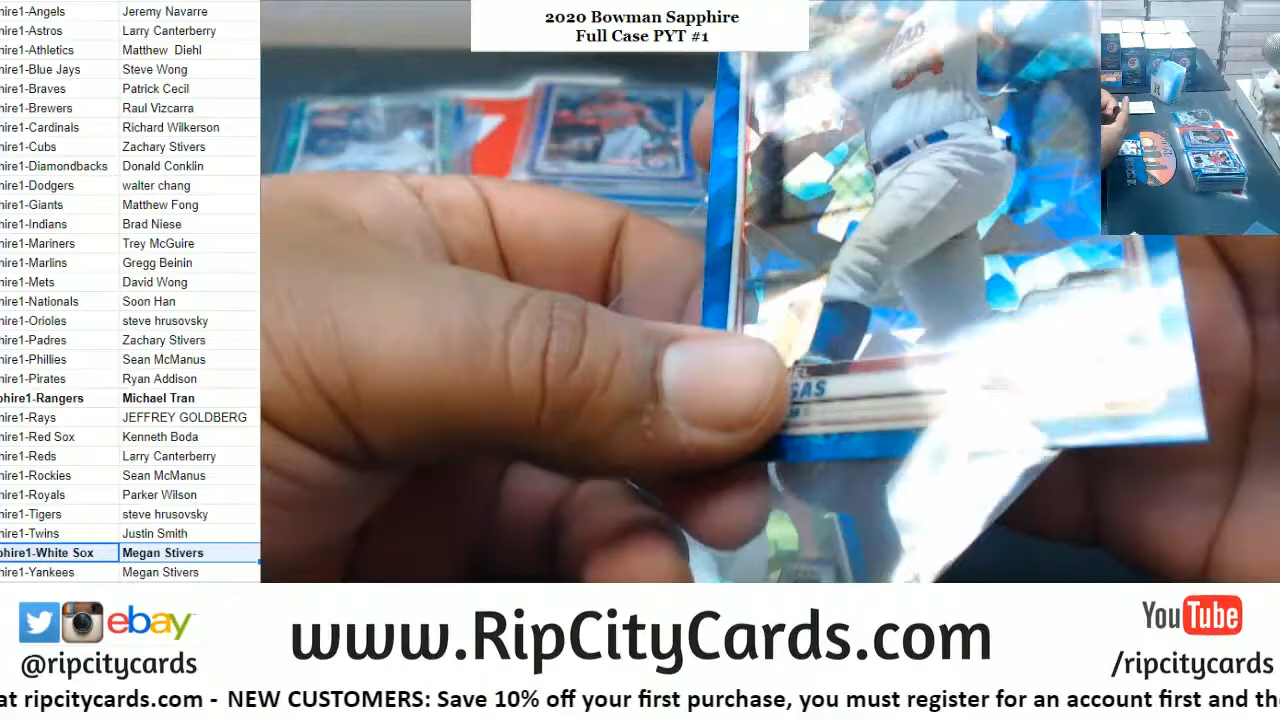 2020 Bowman Sapphire
Full Case PYT #1
hire1-Angels Jeremy Navarre
hire1-Astros Larry Canterberry
hire1-Athletics Matthew Diehl
hire1-Blue Jays Steve Wong
hire1-Braves Patrick Cecil
hire1-Brewers Raul Vizcarra
hire1-Cardinals Richard Wilkerson
hire1-Cubs Zachary Stivers
hire1-Diamondbacks Donald Conklin
hire1-Dodgers walter chang
hire1-Giants Matthew Fong
hire1-Indians Brad Niese
hire1-Mariners Trey McGuire
hire1-Marlins Gregg Beinin
hire1-Mets David Wong
hire1-Nationals Soon Han
hire1-Orioles steve hrusovsky
hire1-Padres Zachary Stivers
hire1-Phillies Sean McManus
hire1-Pirates Ryan Addison
phire1-Rangers Michael Tran
hire1-Rays JEFFREY GOLDBERG
hire1-Red Sox Kenneth Boda
hire1-Reds Larry Canterberry
hire1-Rockies Sean McManus
hire1-Royals Parker Wilson
hire1-Tigers steve hrusovsky
hire1-Twins Justin Smith
phire1-White Sox Megan Stivers
hire1-Yankees Megan Stivers
GAS
ebay
@ripcitycards
www.RipCityCards.com
YouTube
/ripcitycards
at ripcitycards.com - NEW CUSTOMERS: Save 10% off your first purchase, you must register for an account first and the